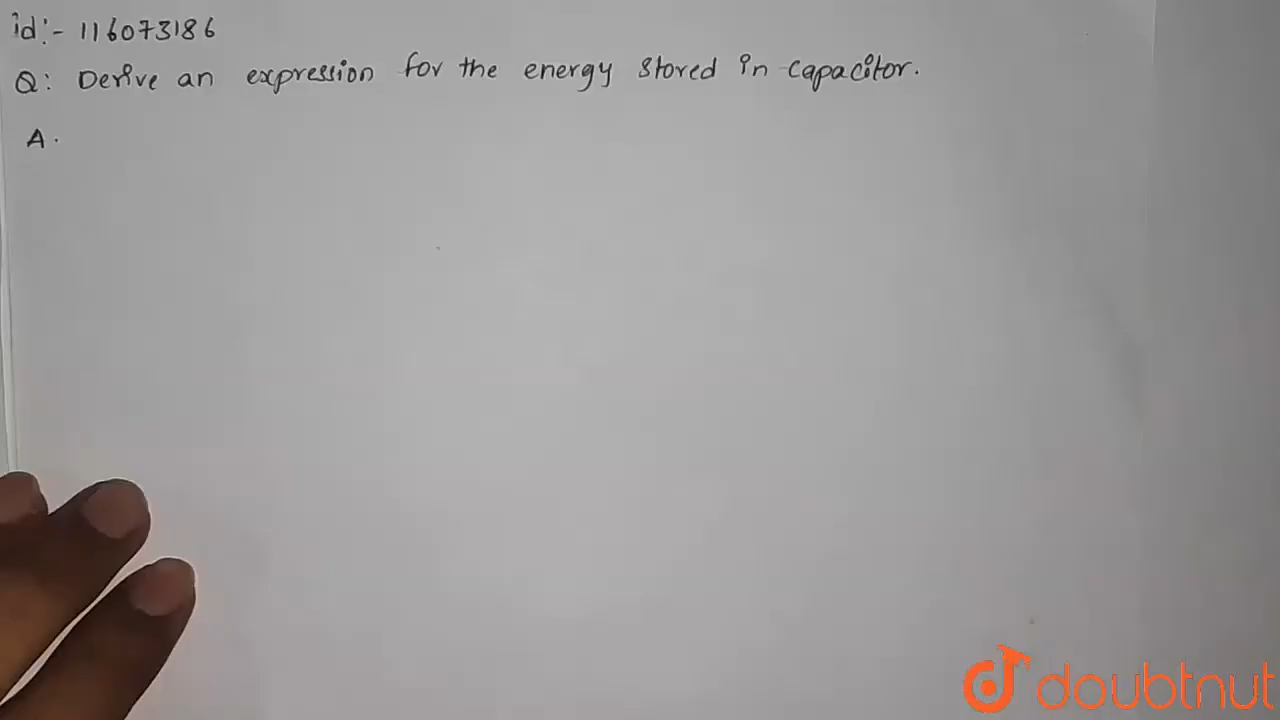 id:- 116073186
Q: Derive an expression for the energy stored in capacitor.
A.
doubtnut